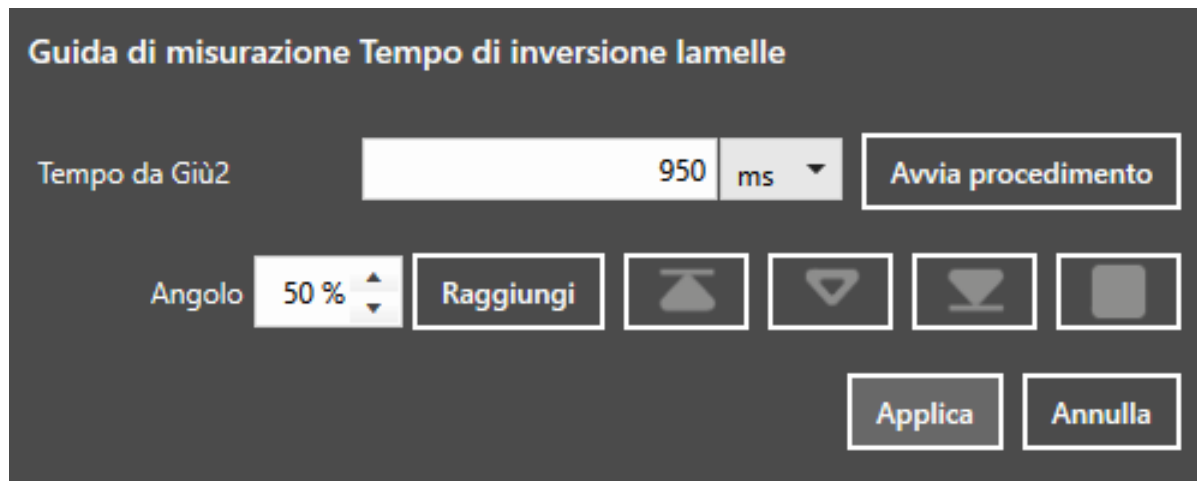 Guida di misurazione Tempo di inversione lamelle
Tempo da Giù2 950 ms Avvia procedimento
Angolo 50 % Raggiungi
Applica Annulla